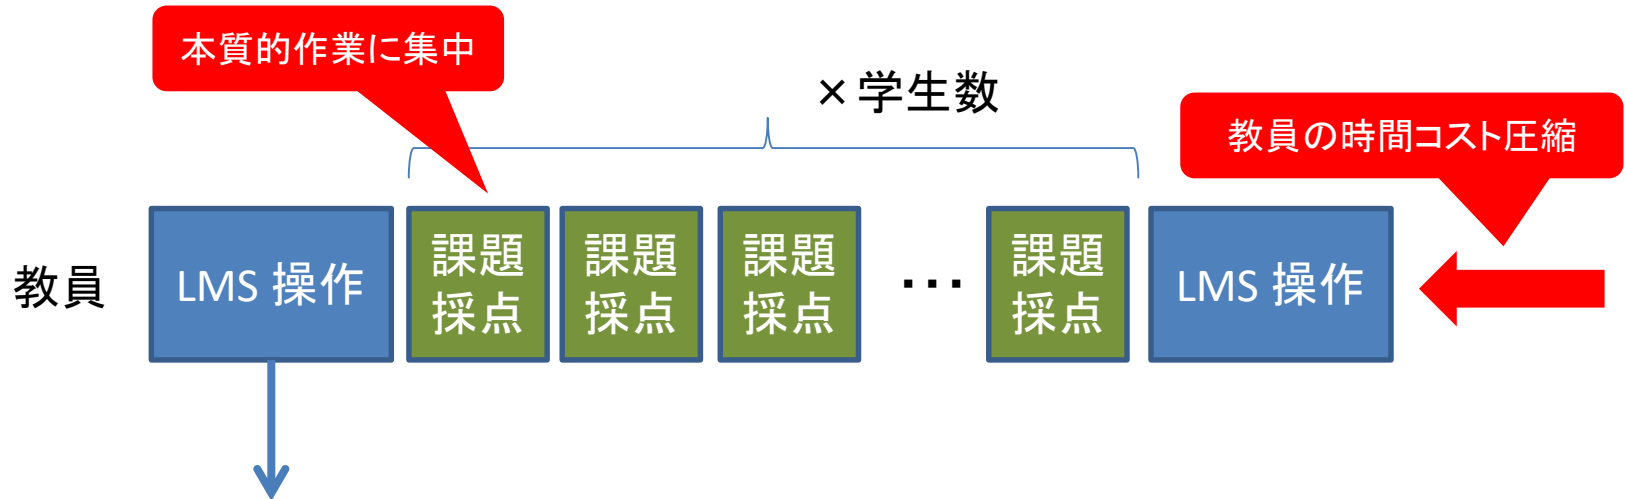 本質的作業に集中
×学生数
教員の時間コスト圧縮
教員
LMS 操作
課題
採点
課題
採点
課題
採点
･･･
課題
採点
LMS 操作